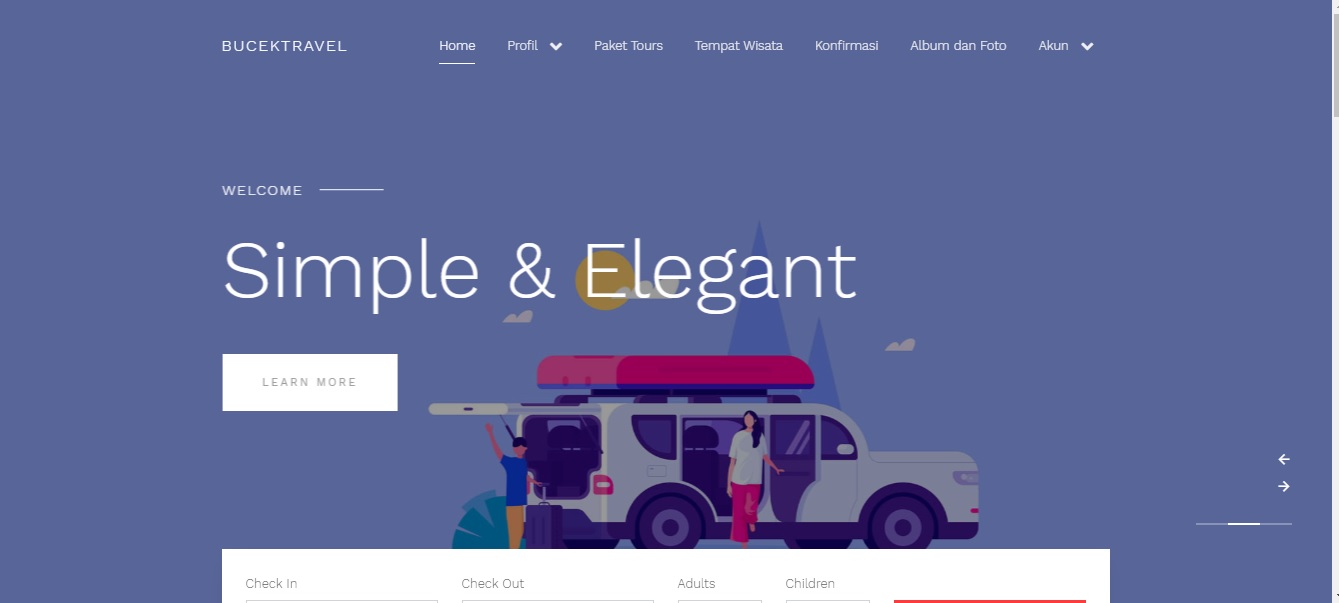 BUCEKTRAVEL
Home Profil Paket Tours Tempat Wisata Konfirmasi Album dan Foto Akun
WELCOME
Simple & Elegant
LEARN MORE
Check In Check Out Adults Children